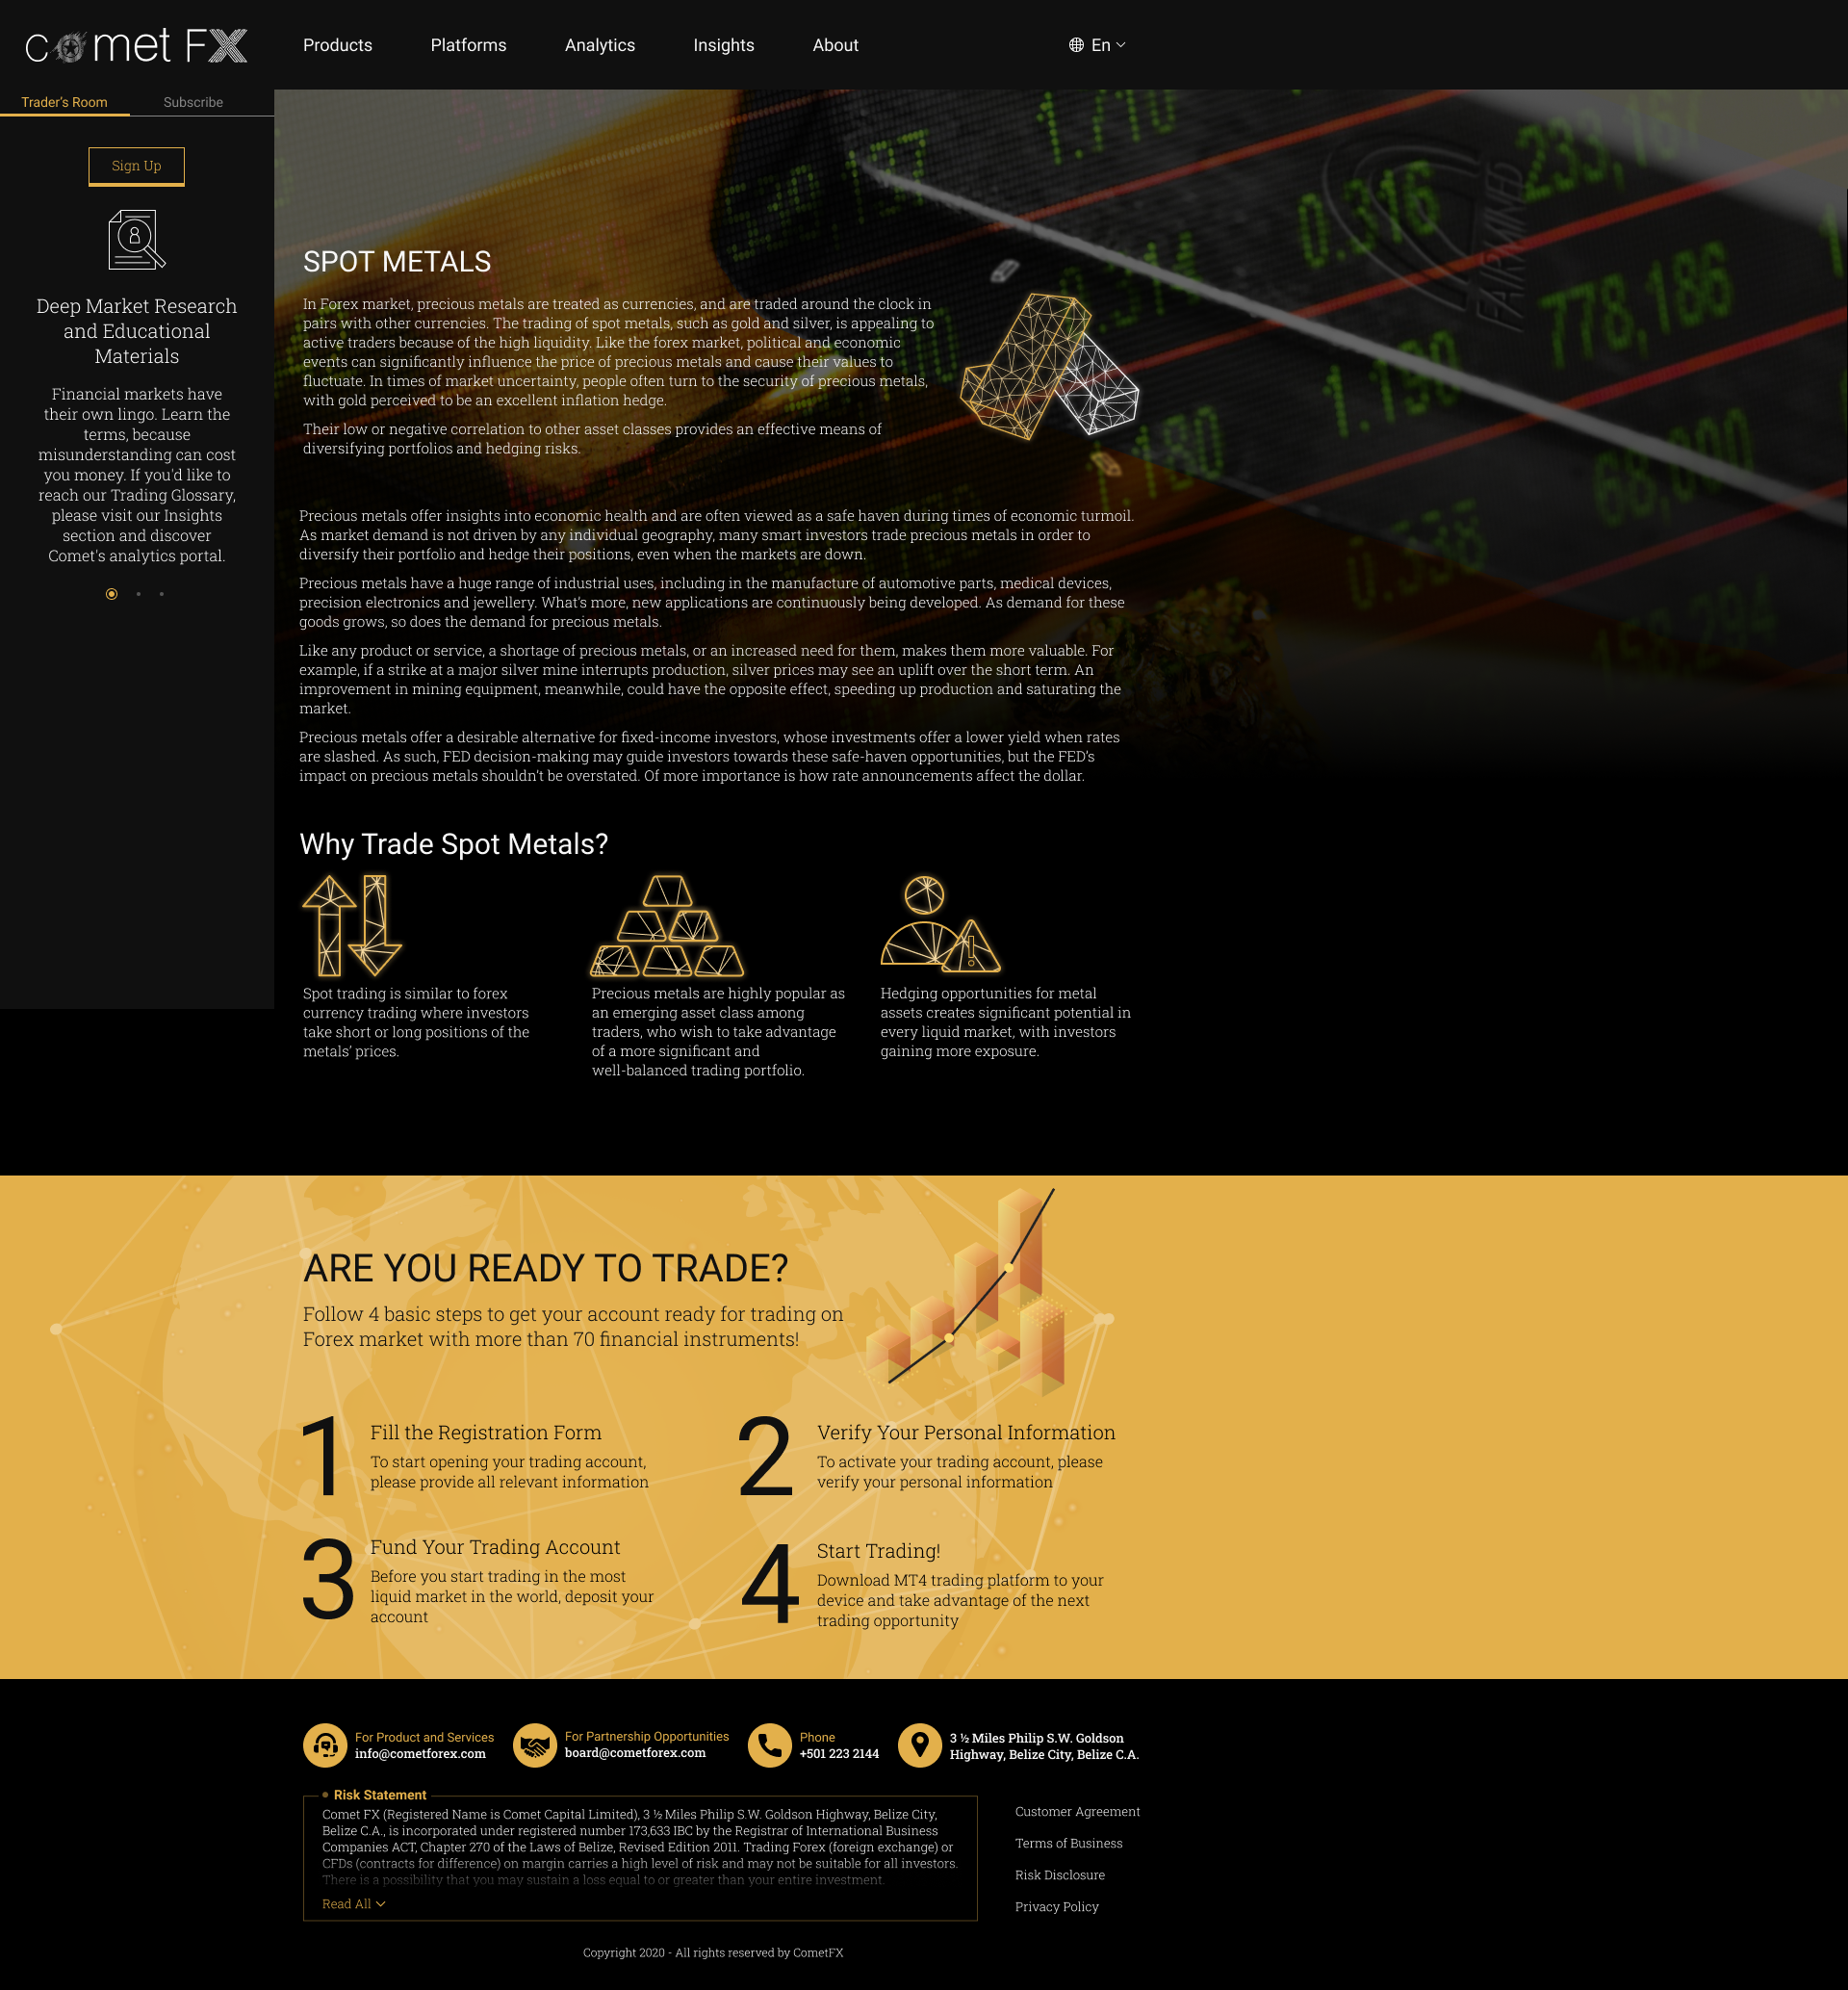 comet FX
Products
Platforms
Analytics
Insights
About
En
Trader's Room
Subscribe
Sign Up
Deep Market Research
and Educational
Materials
Financial markets have
their own lingo. Learn the
terms, because
misunderstanding can cost
you money. If you'd like to
reach our Trading Glossary,
please visit our Insights
section and discover
Comet's analytics portal.
1.710
233,
0.316
FAIRMINED
778,186
1.136
1.130
7.180
68,800
0.535
SPOT METALS
In Forex market, precious metals are treated as currencies, and are traded around the clock in
pairs with other currencies. The trading of spot metals, such as gold and silver, is appealing to
active traders because of the high liquidity. Like the forex market, political and economic
events can significantly influence the price of precious metals and cause their values to
fluctuate. In times of market uncertainty, people often turn to the security of precious metals,
with gold perceived to be an excellent inflation hedge.
Their low or negative correlation to other asset classes provides an effective means of
diversifying portfolios and hedging risks.
Precious metals offer insights into economic health and are often viewed as a safe haven during times of economic turmoil.
As market demand is not driven by any individual geography, many smart investors trade precious metals in order to
diversify their portfolio and hedge their positions, even when the markets are down.
Precious metals have a huge range of industrial uses, including in the manufacture of automotive parts, medical devices,
precision electronics and jewellery. What's more, new applications are continuously being developed. As demand for these
goods grows, so does the demand for precious metals.
Like any product or service, a shortage of precious metals, or an increased need for them, makes them more valuable. For
example, if a strike at a major silver mine interrupts production, silver prices may see an uplift over the short term. An
improvement in mining equipment, meanwhile, could have the opposite effect, speeding up production and saturating the
market.
Precious metals offer a desirable alternative for fixed-income investors, whose investments offer a lower yield when rates
are slashed. As such, FED decision-making may guide investors towards these safe-haven opportunities, but the FED's
impact on precious metals shouldn't be overstated. Of more importance is how rate announcements affect the dollar.
Why Trade Spot Metals?
Spot trading is similar to forex
currency trading where investors
take short or long positions of the
metals' prices.
Precious metals are highly popular as
an emerging asset class among
traders, who wish to take advantage
of a more significant and
well-balanced trading portfolio.
Hedging opportunities for metal
assets creates significant potential in
every liquid market, with investors
gaining more exposure.
ARE YOU READY TO TRADE?
Follow 4 basic steps to get your account ready for trading on
Forex market with more than 70 financial instruments!
1
Fill the Registration Form
To start opening your trading account,
please provide all relevant information
2
Verify Your Personal Information
To activate your trading account, please
verify your personal information
3
Fund Your Trading Account
Before you start trading in the most
liquid market in the world, deposit your
account
4
Start Trading!
Download MT4 trading platform to your
device and take advantage of the next
trading opportunity
For Product and Services
info@cometforex.com
For Partnership Opportunities
board@cometforex.com
Phone
+501 223 2144
3 ½ Miles Philip S.W. Goldson
Highway, Belize City, Belize C.A.
Risk Statement
Comet FX (Registered Name is Comet Capital Limited), 3 ½ Miles Philip S.W. Goldson Highway, Belize City,
Belize C.A., is incorporated under registered number 173,633 IBC by the Registrar of International Business
Companies ACT, Chapter 270 of the Laws of Belize, Revised Edition 2011. Trading Forex (foreign exchange) or
CFDs (contracts for difference) on margin carries a high level of risk and may not be suitable for all investors.
There is a possibility that you may sustain a loss equal to or greater than your entire investment.
Read All
Customer Agreement
Terms of Business
Risk Disclosure
Privacy Policy
Copyright 2020 - All rights reserved by CometFX